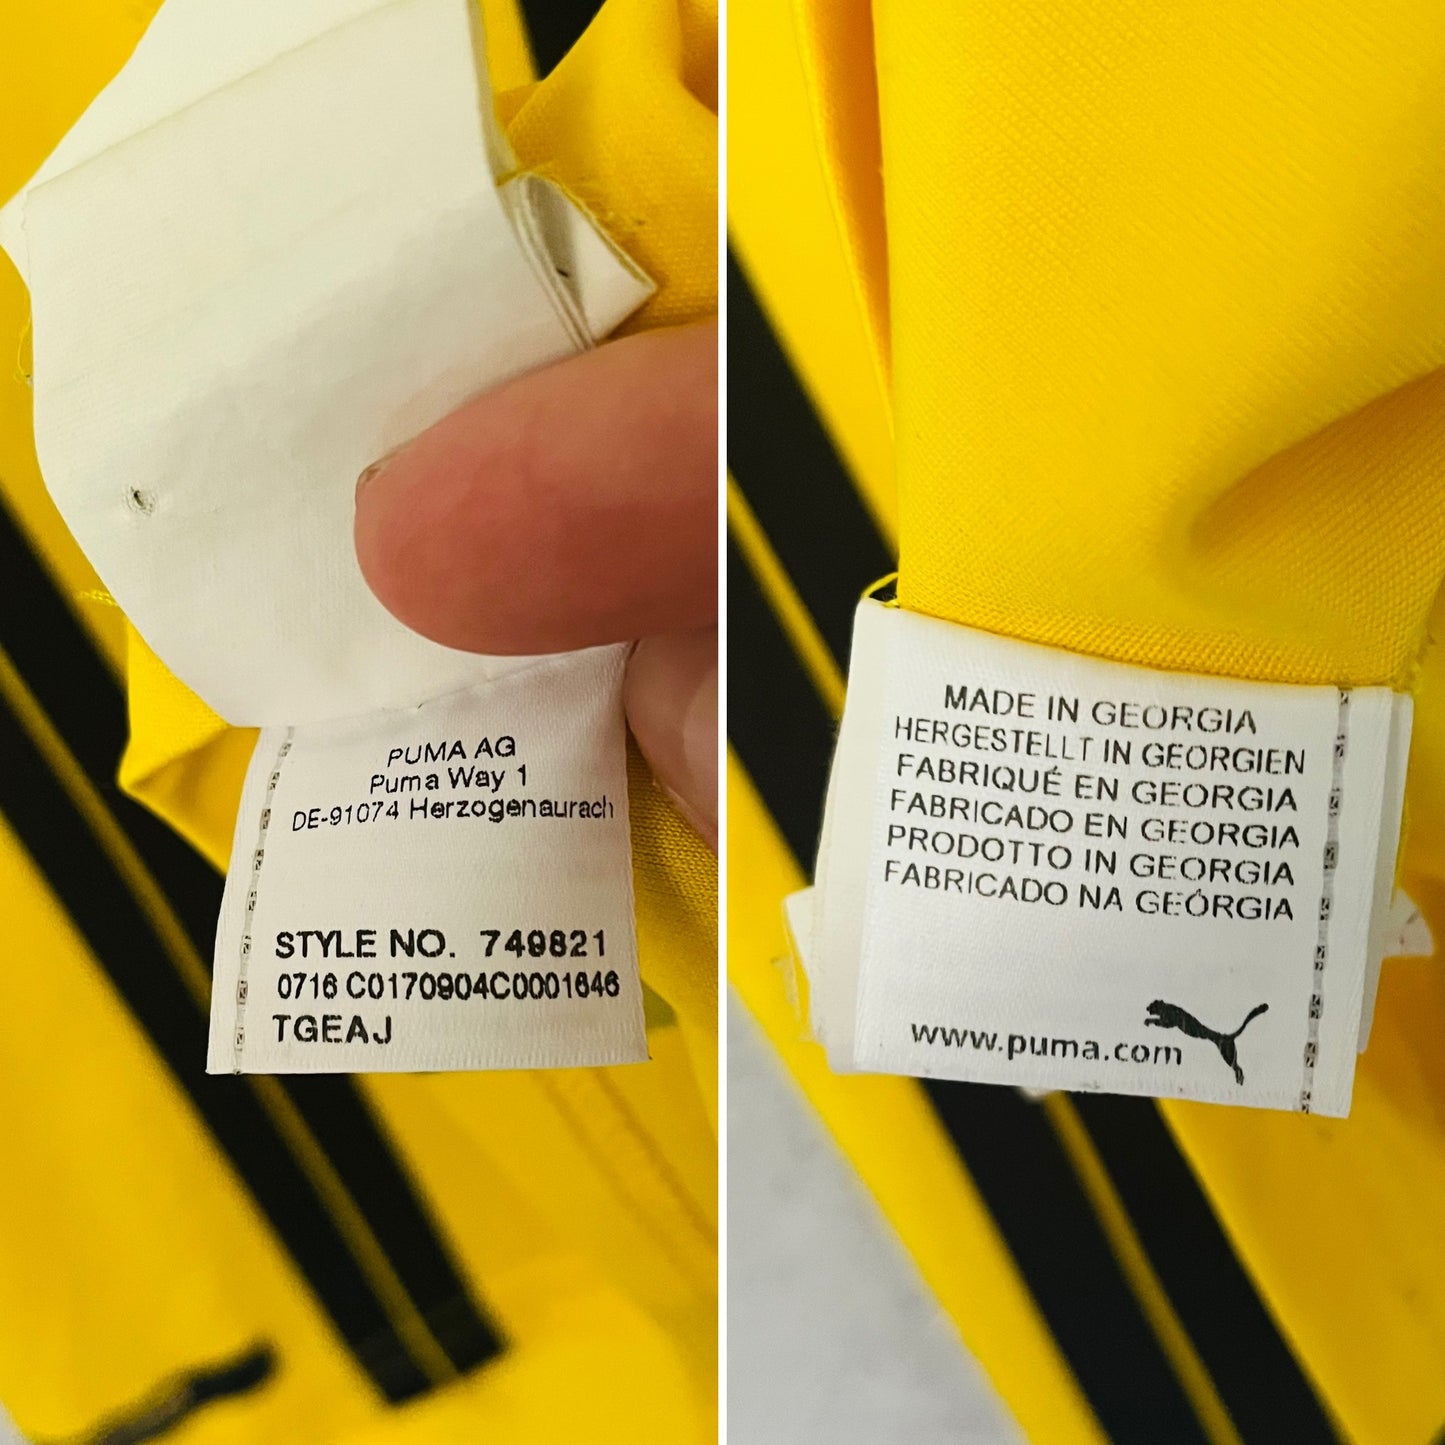 PUMA AG
Puma Way 1
DE-91074 Herzogenaurach
STYLE NO. 749821
0716 C0170904C0001646
TGEAJ
MADE IN GEORGIA
HERGESTELLT IN GEORGIEN
FABRIQUÉ EN GEORGIA
FABRICADO EN GEORGIA
PRODOTTO IN GEORGIA
FABRICADO NA GEÓRGIA
www.puma.com